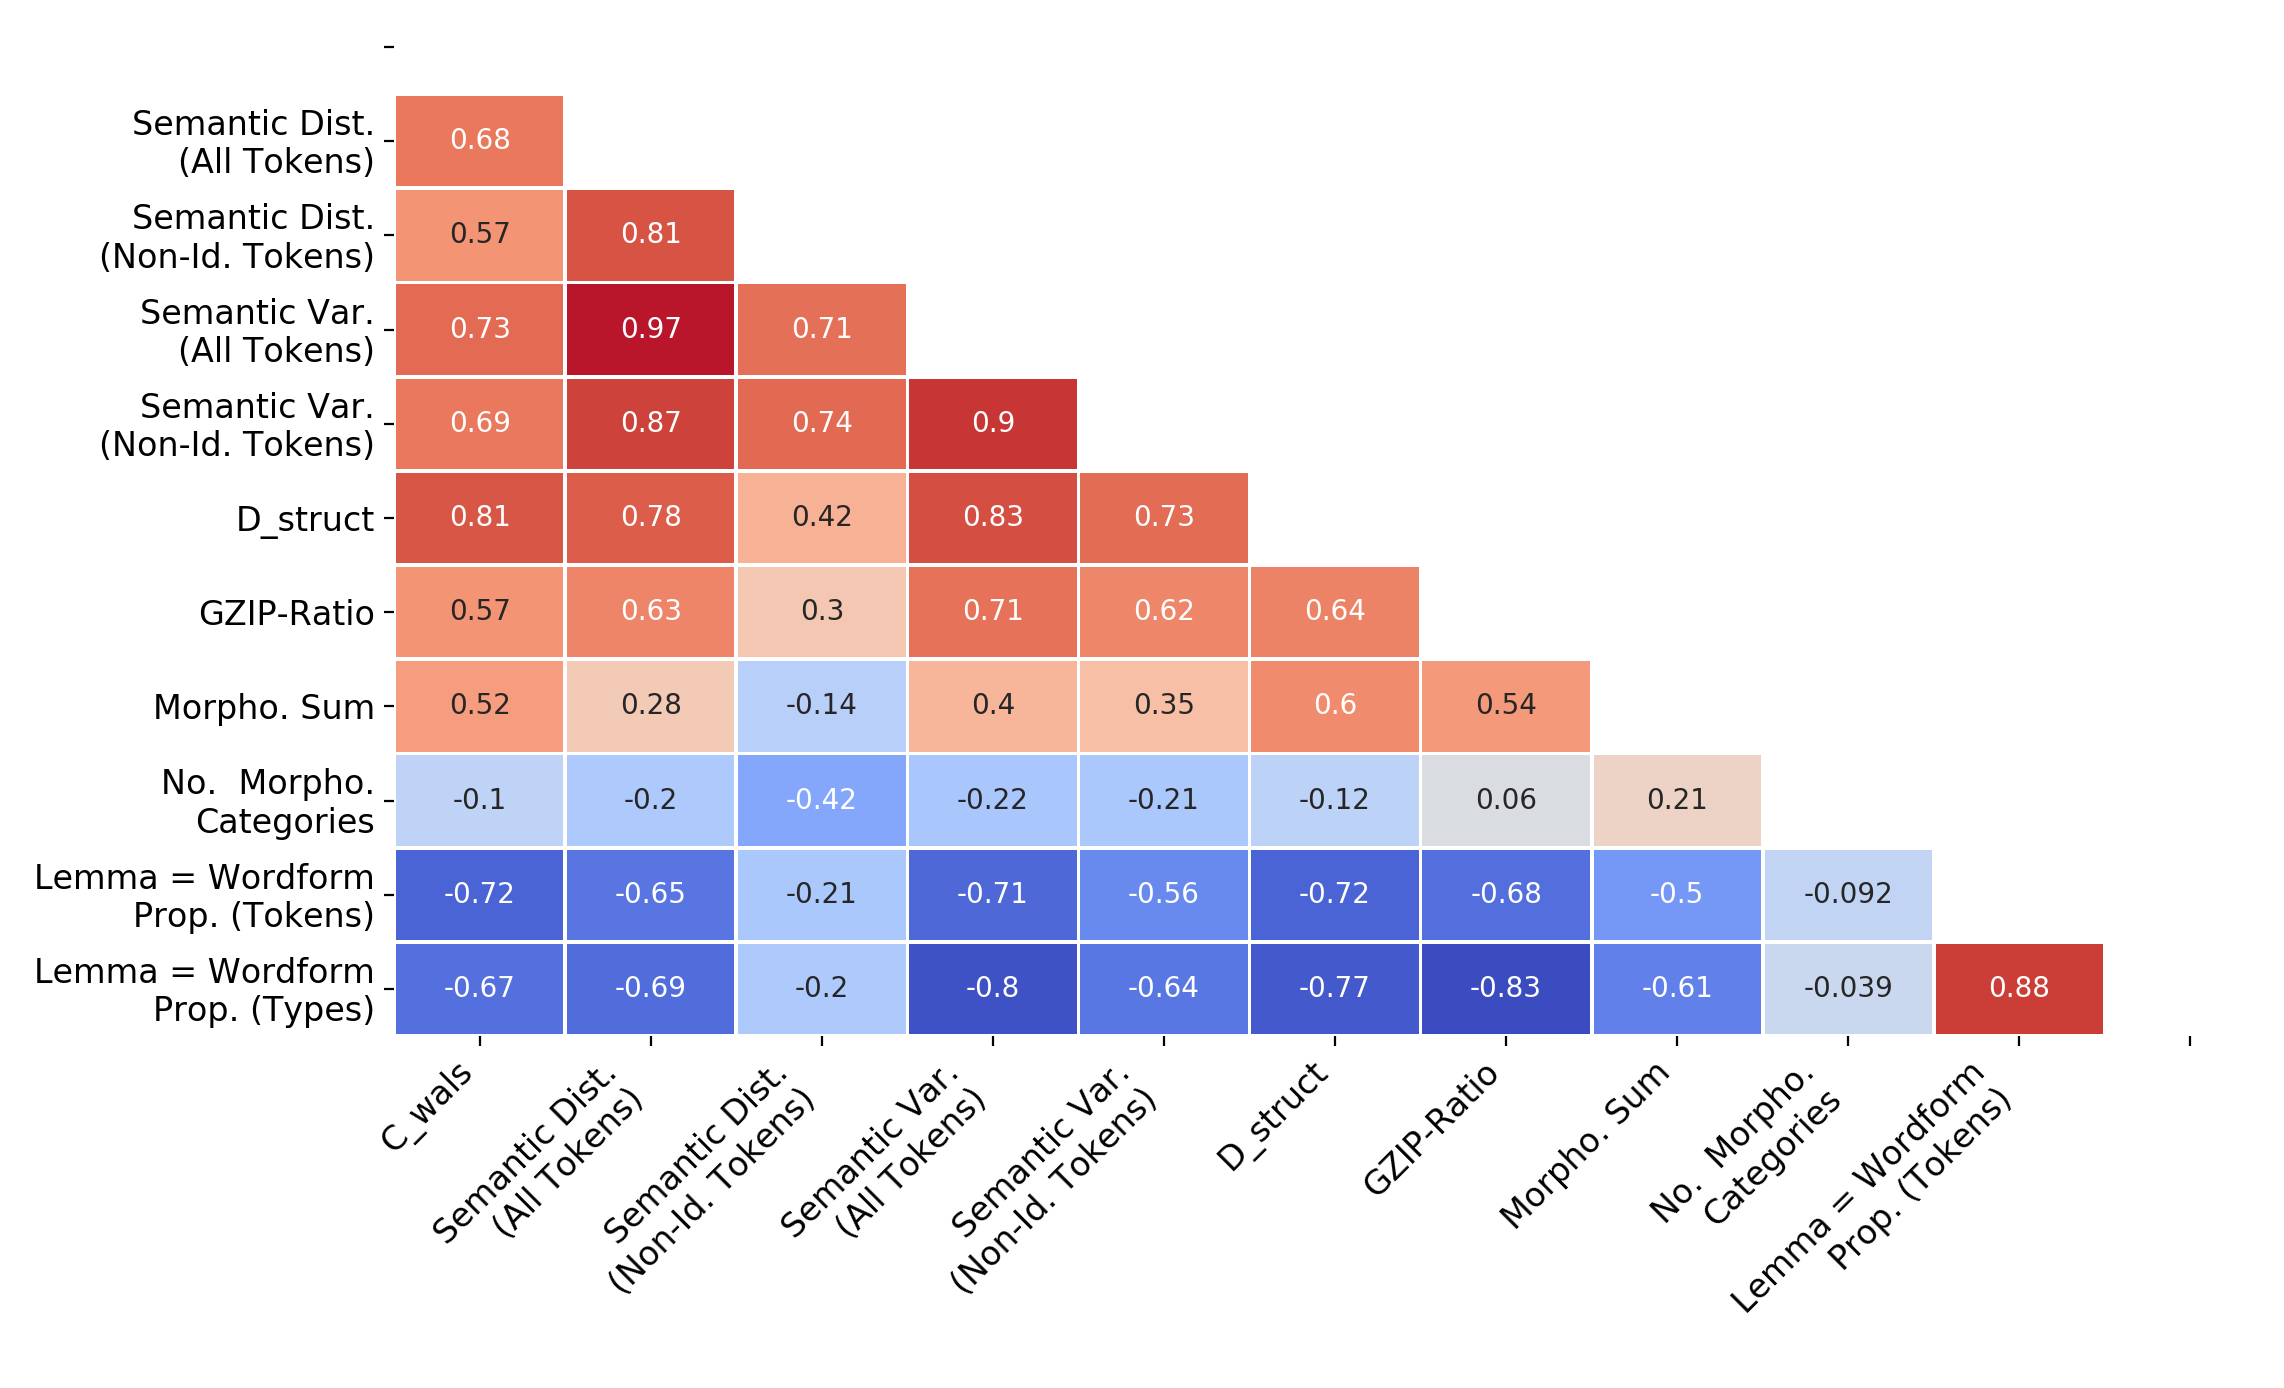 Semantic Dist.
(All Tokens)
0.68
Semantic Dist.
(Non-Id. Tokens)
0.57 0.81
Semantic Var.
(All Tokens)
0.73 0.97 0.71
Semantic Var.
(Non-Id. Tokens)
0.69 0.87 0.74 0.9
D_struct
0.81 0.78 0.42 0.83 0.73
GZIP-Ratio
0.57 0.63 0.3 0.71 0.62 0.64
Morpho. Sum
0.52 0.28 -0.14 0.4 0.35 0.6 0.54
No.  Morpho.
Categories
-0.1 -0.2 -0.42 -0.22 -0.21 -0.12 0.06 0.21
Lemma = Wordform
Prop. (Tokens)
-0.72 -0.65 -0.21 -0.71 -0.56 -0.72 -0.68 -0.5 -0.092
Lemma = Wordform
Prop. (Types)
-0.67 -0.69 -0.2 -0.8 -0.64 -0.77 -0.83 -0.61 -0.039 0.88
C_wals
Semantic Dist.
(All Tokens)
Semantic Dist.
(Non-Id. Tokens)
Semantic Var.
(All Tokens)
Semantic Var.
(Non-Id. Tokens)
D_struct
GZIP-Ratio
Morpho. Sum
No.  Morpho.
Categories
Lemma = Wordform
Prop. (Tokens)